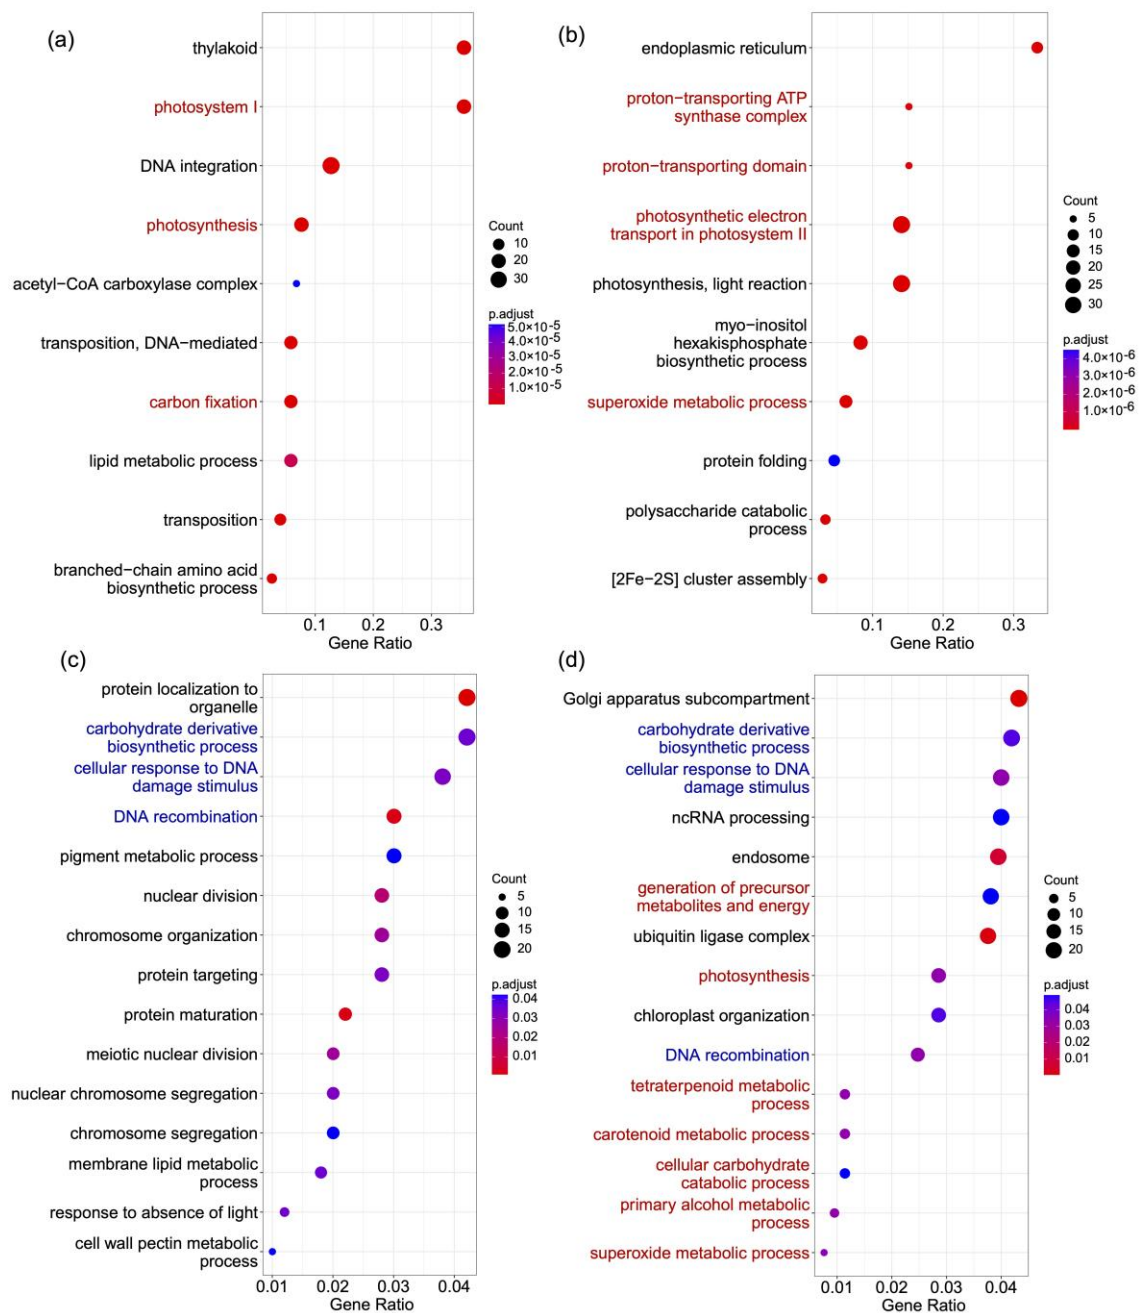 (a)
thylakoid
photosystem I
DNA integration
photosynthesis
acetyl−CoA carboxylase complex
transposition, DNA−mediated
carbon fixation
lipid metabolic process
transposition
branched−chain amino acid
biosynthetic process
0.1
0.2
0.3
Gene Ratio
Count
10
20
30
p.adjust
5.0×10⁻⁵
4.0×10⁻⁵
3.0×10⁻⁵
2.0×10⁻⁵
1.0×10⁻⁵
(b)
endoplasmic reticulum
proton−transporting ATP
synthase complex
proton−transporting domain
photosynthetic electron
transport in photosystem II
photosynthesis, light reaction
myo−inositol
hexakisphosphate
biosynthetic process
superoxide metabolic process
protein folding
polysaccharide catabolic
process
[2Fe−2S] cluster assembly
0.1
0.2
0.3
Gene Ratio
Count
5
10
15
20
25
30
p.adjust
4.0×10⁻⁶
3.0×10⁻⁶
2.0×10⁻⁶
1.0×10⁻⁶
(c)
protein localization to
organelle
carbohydrate derivative
biosynthetic process
cellular response to DNA
damage stimulus
DNA recombination
pigment metabolic process
nuclear division
chromosome organization
protein targeting
protein maturation
meiotic nuclear division
nuclear chromosome segregation
chromosome segregation
membrane lipid metabolic
process
response to absence of light
cell wall pectin metabolic
process
0.01
0.02
0.03
0.04
Gene Ratio
Count
5
10
15
20
p.adjust
0.04
0.03
0.02
0.01
(d)
Golgi apparatus subcompartment
carbohydrate derivative
biosynthetic process
cellular response to DNA
damage stimulus
ncRNA processing
endosome
generation of precursor
metabolites and energy
ubiquitin ligase complex
photosynthesis
chloroplast organization
DNA recombination
tetraterpenoid metabolic
process
carotenoid metabolic process
cellular carbohydrate
catabolic process
primary alcohol metabolic
process
superoxide metabolic process
0.01
0.02
0.03
0.04
Gene Ratio
Count
5
10
15
20
p.adjust
0.04
0.03
0.02
0.01